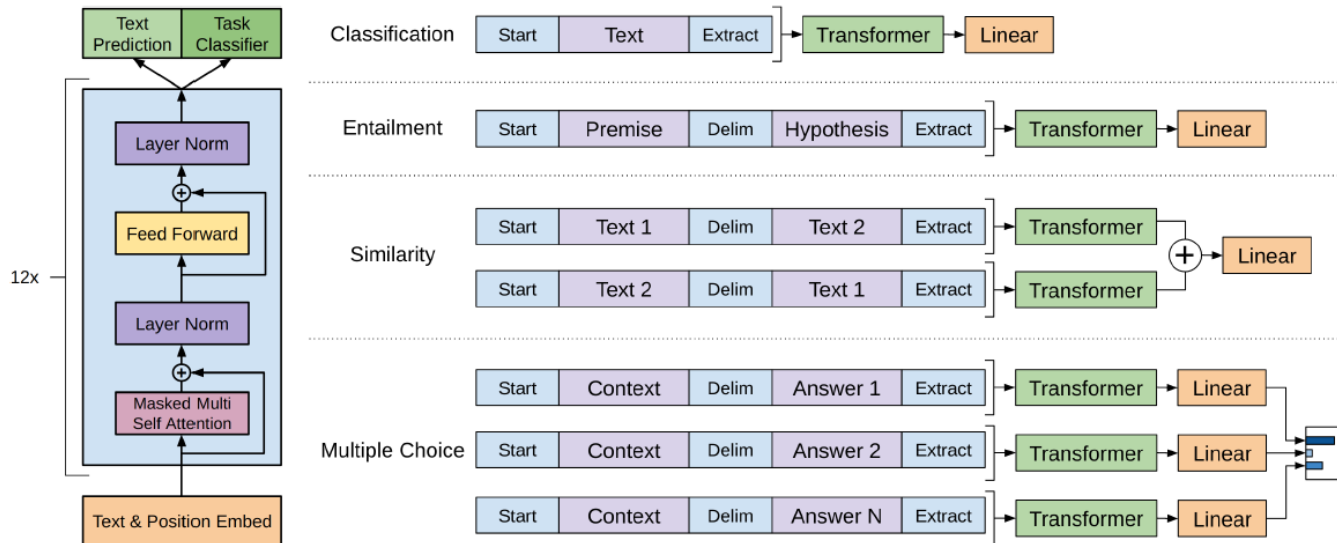 Text
Prediction
Task
Classifier
12x
Layer Norm
+
Feed Forward
Layer Norm
+
Masked Multi
Self Attention
Text & Position Embed
Classification Start Text Extract Transformer Linear
Entailment Start Premise Delim Hypothesis Extract Transformer Linear
Similarity
Start Text 1 Delim Text 2 Extract Transformer
+ Linear
Start Text 2 Delim Text 1 Extract Transformer
Multiple Choice
Start Context Delim Answer 1 Extract Transformer Linear
Start Context Delim Answer 2 Extract Transformer Linear
Start Context Delim Answer N Extract Transformer Linear